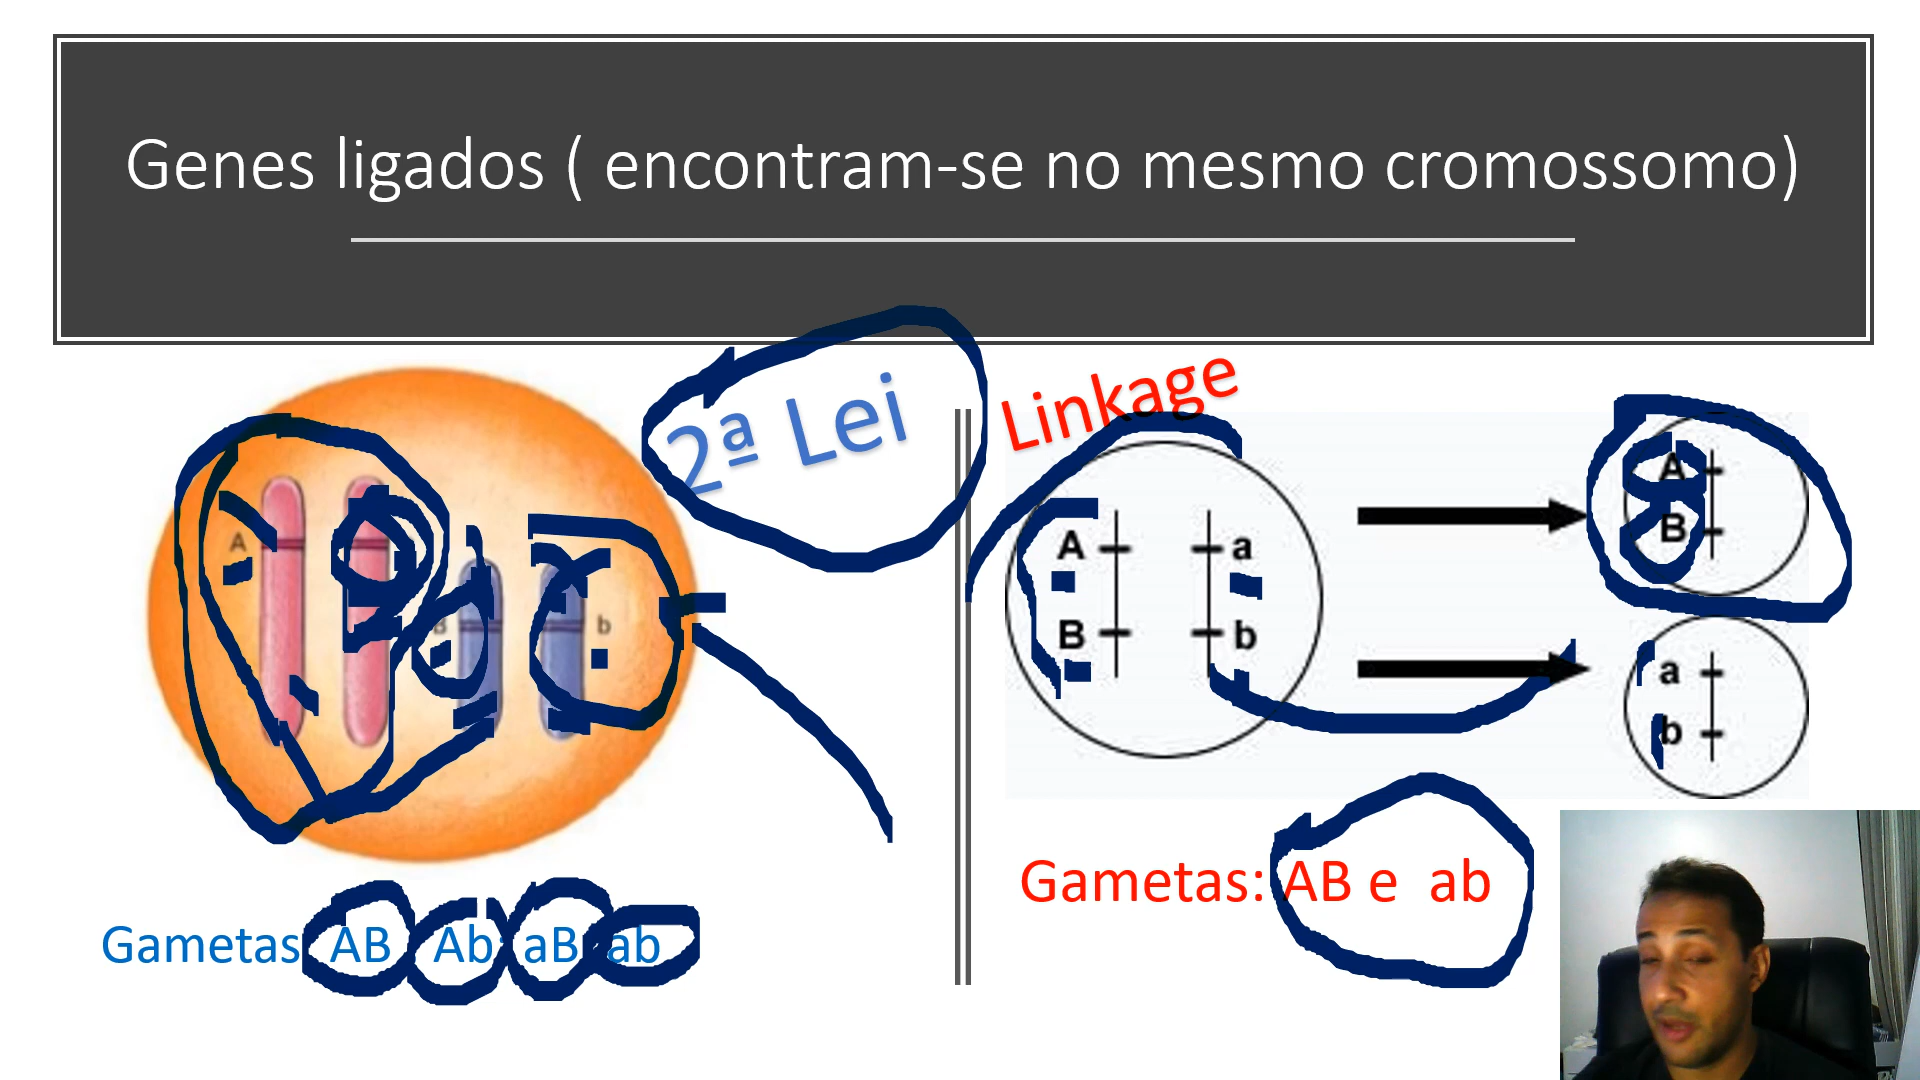 Genes ligados ( encontram-se no mesmo cromossomo)
2ª Lei
Linkage
A
B
b
A
B
a
b
A
B
a
b
Gametas: AB e ab
Gametas AB Ab aB ab